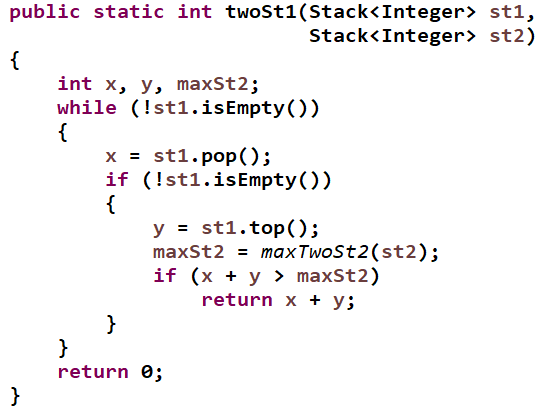 public static int twoSt1(Stack<Integer> st1,
                         Stack<Integer> st2)
{
    int x, y, maxSt2;
    while (!st1.isEmpty())
    {
        x = st1.pop();
        if (!st1.isEmpty())
        {
            y = st1.top();
            maxSt2 = maxTwoSt2(st2);
            if (x + y > maxSt2)
                return x + y;
        }
    }
    return 0;
}